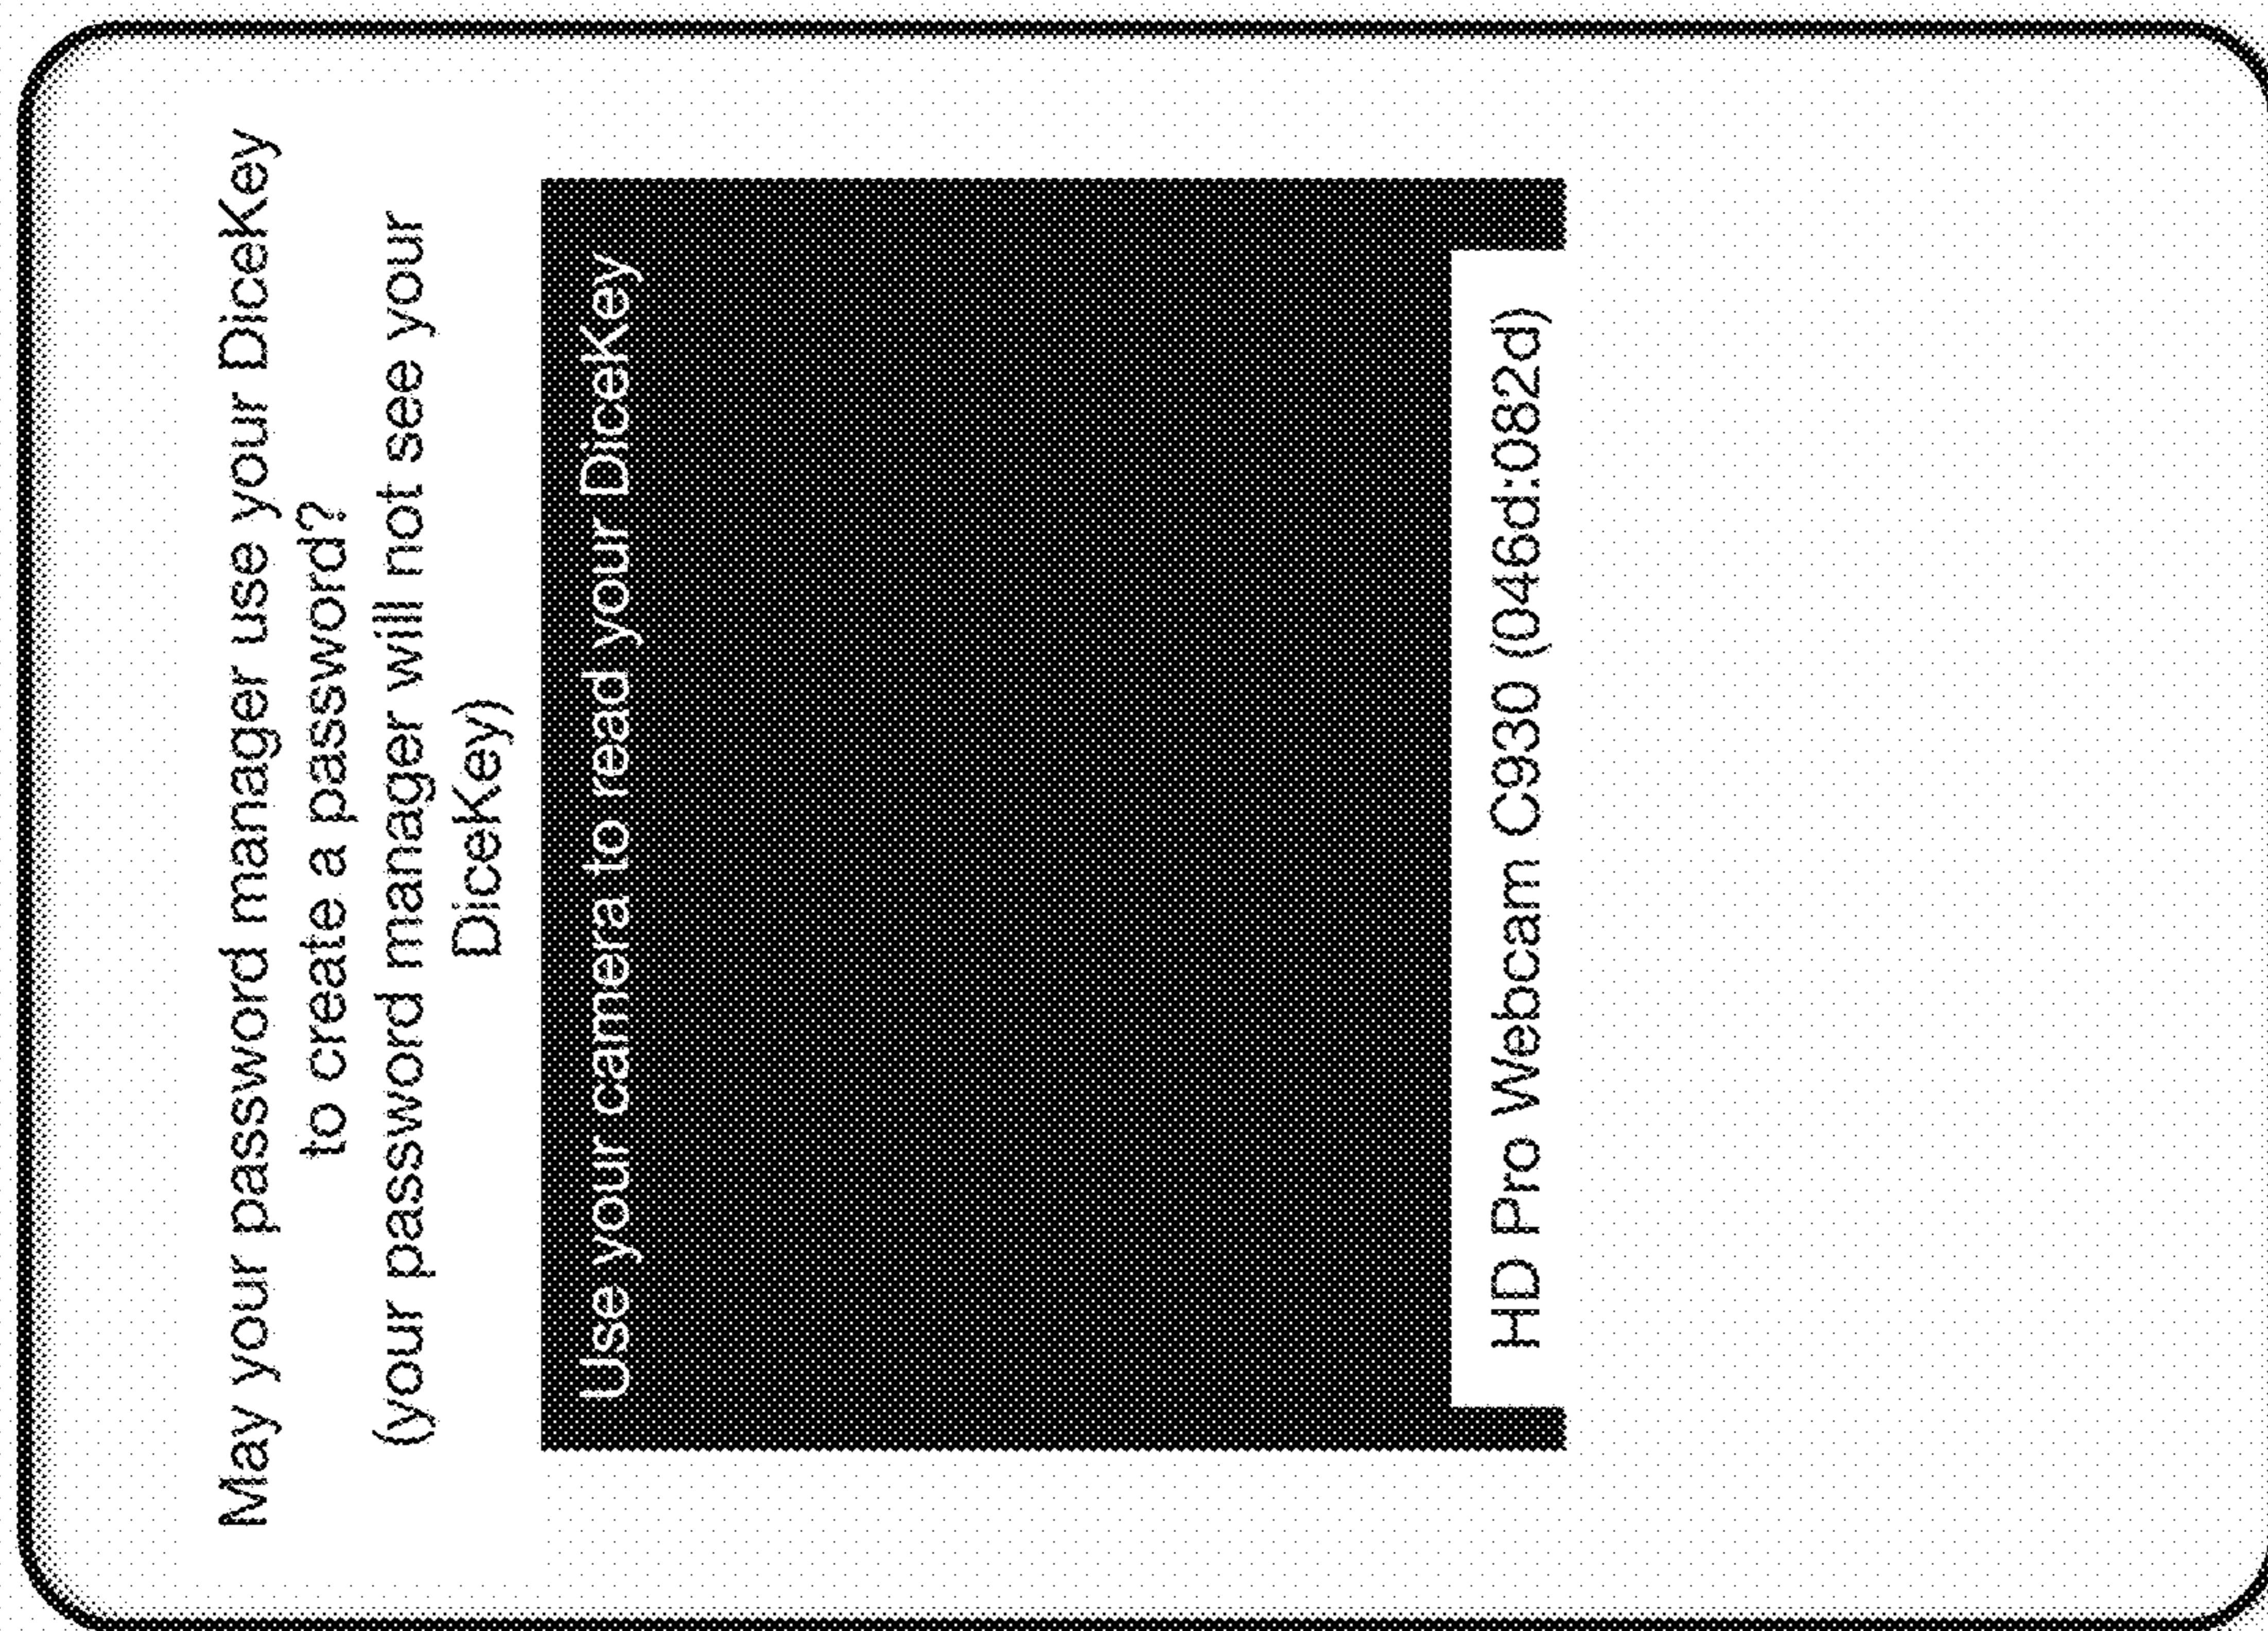 May your password manager use your DiceKey
to create a password?
(your password manager will not see your
DiceKey)
Use your camera to read your DiceKey
HD Pro Webcam C930 (046d:082d)